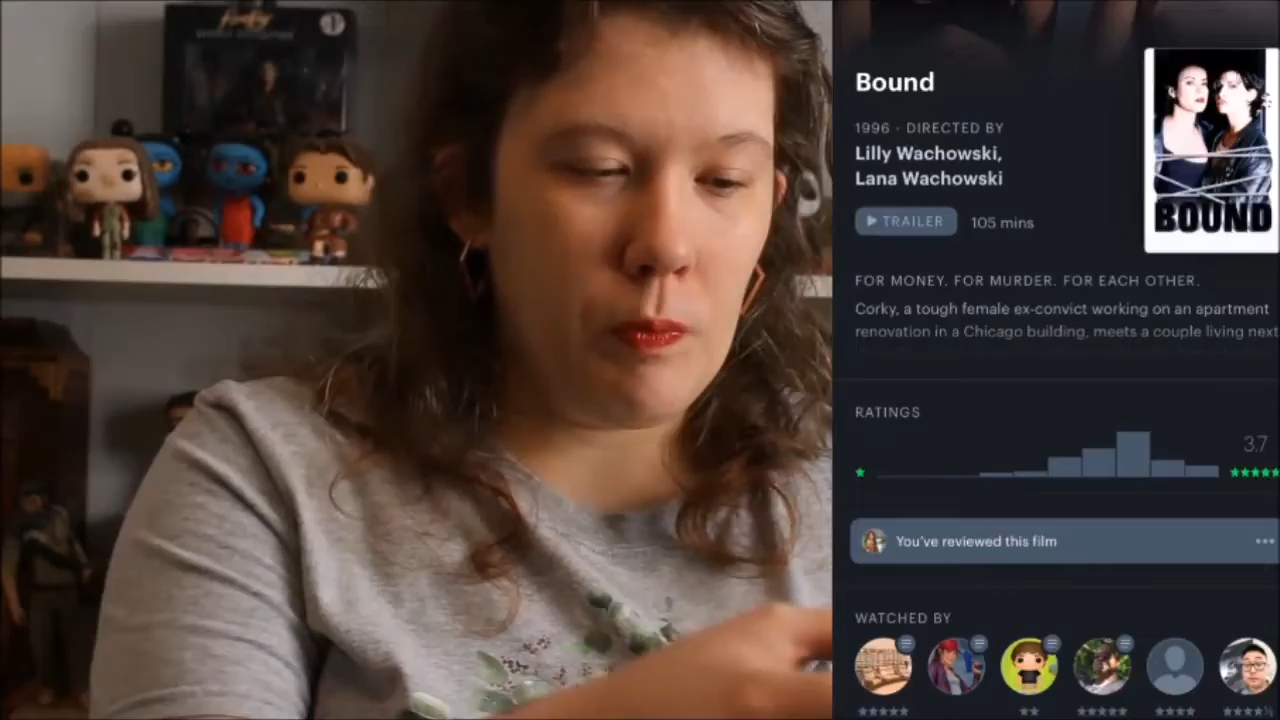 firefly
Bound
1996 · DIRECTED BY
Lilly Wachowski,
Lana Wachowski
▶ TRAILER 105 mins
BOUND
FOR MONEY. FOR MURDER. FOR EACH OTHER.
Corky, a tough female ex-convict working on an apartment
renovation in a Chicago building, meets a couple living next
RATINGS
3.7
You've reviewed this film
WATCHED BY